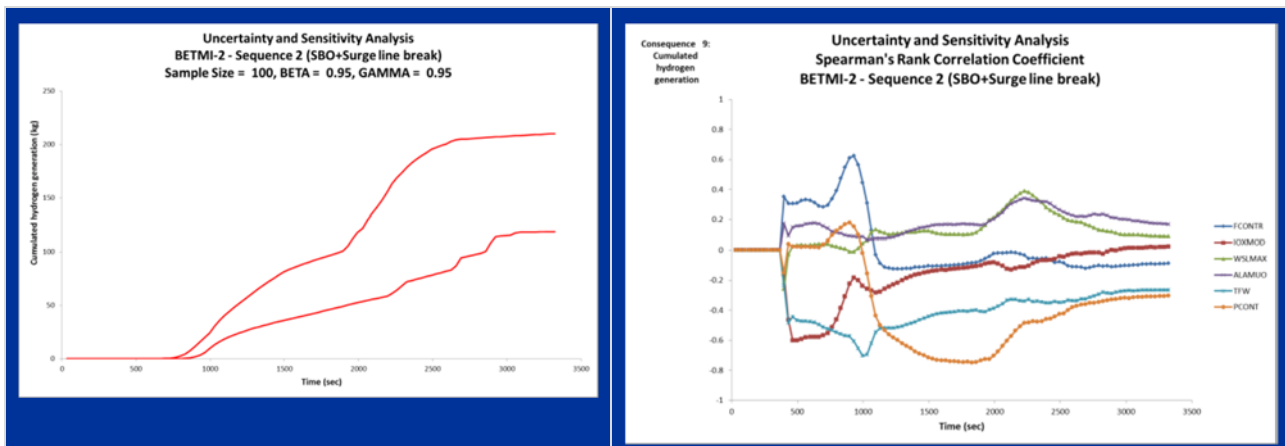 Uncertainty and Sensitivity Analysis
BETMI-2 - Sequence 2 (SBO+Surge line break)
Sample Size = 100, BETA = 0.95, GAMMA = 0.95
250
200
150
100
50
0
Cumulated hydrogen generation (kg)
0 500 1000 1500 2000 2500 3000 3500
Time (sec)
Consequence 9:
Cumulated
hydrogen
generation
Uncertainty and Sensitivity Analysis
Spearman's Rank Correlation Coefficient
BETMI-2 - Sequence 2 (SBO+Surge line break)
1
0.8
0.6
0.4
0.2
0
-0.2
-0.4
-0.6
-0.8
-1
0 500 1000 1500 2000 2500 3000 3500
Time (sec)
FCONTR
IOXMOD
WSLMAX
ALAMUO
TFW
PCONT